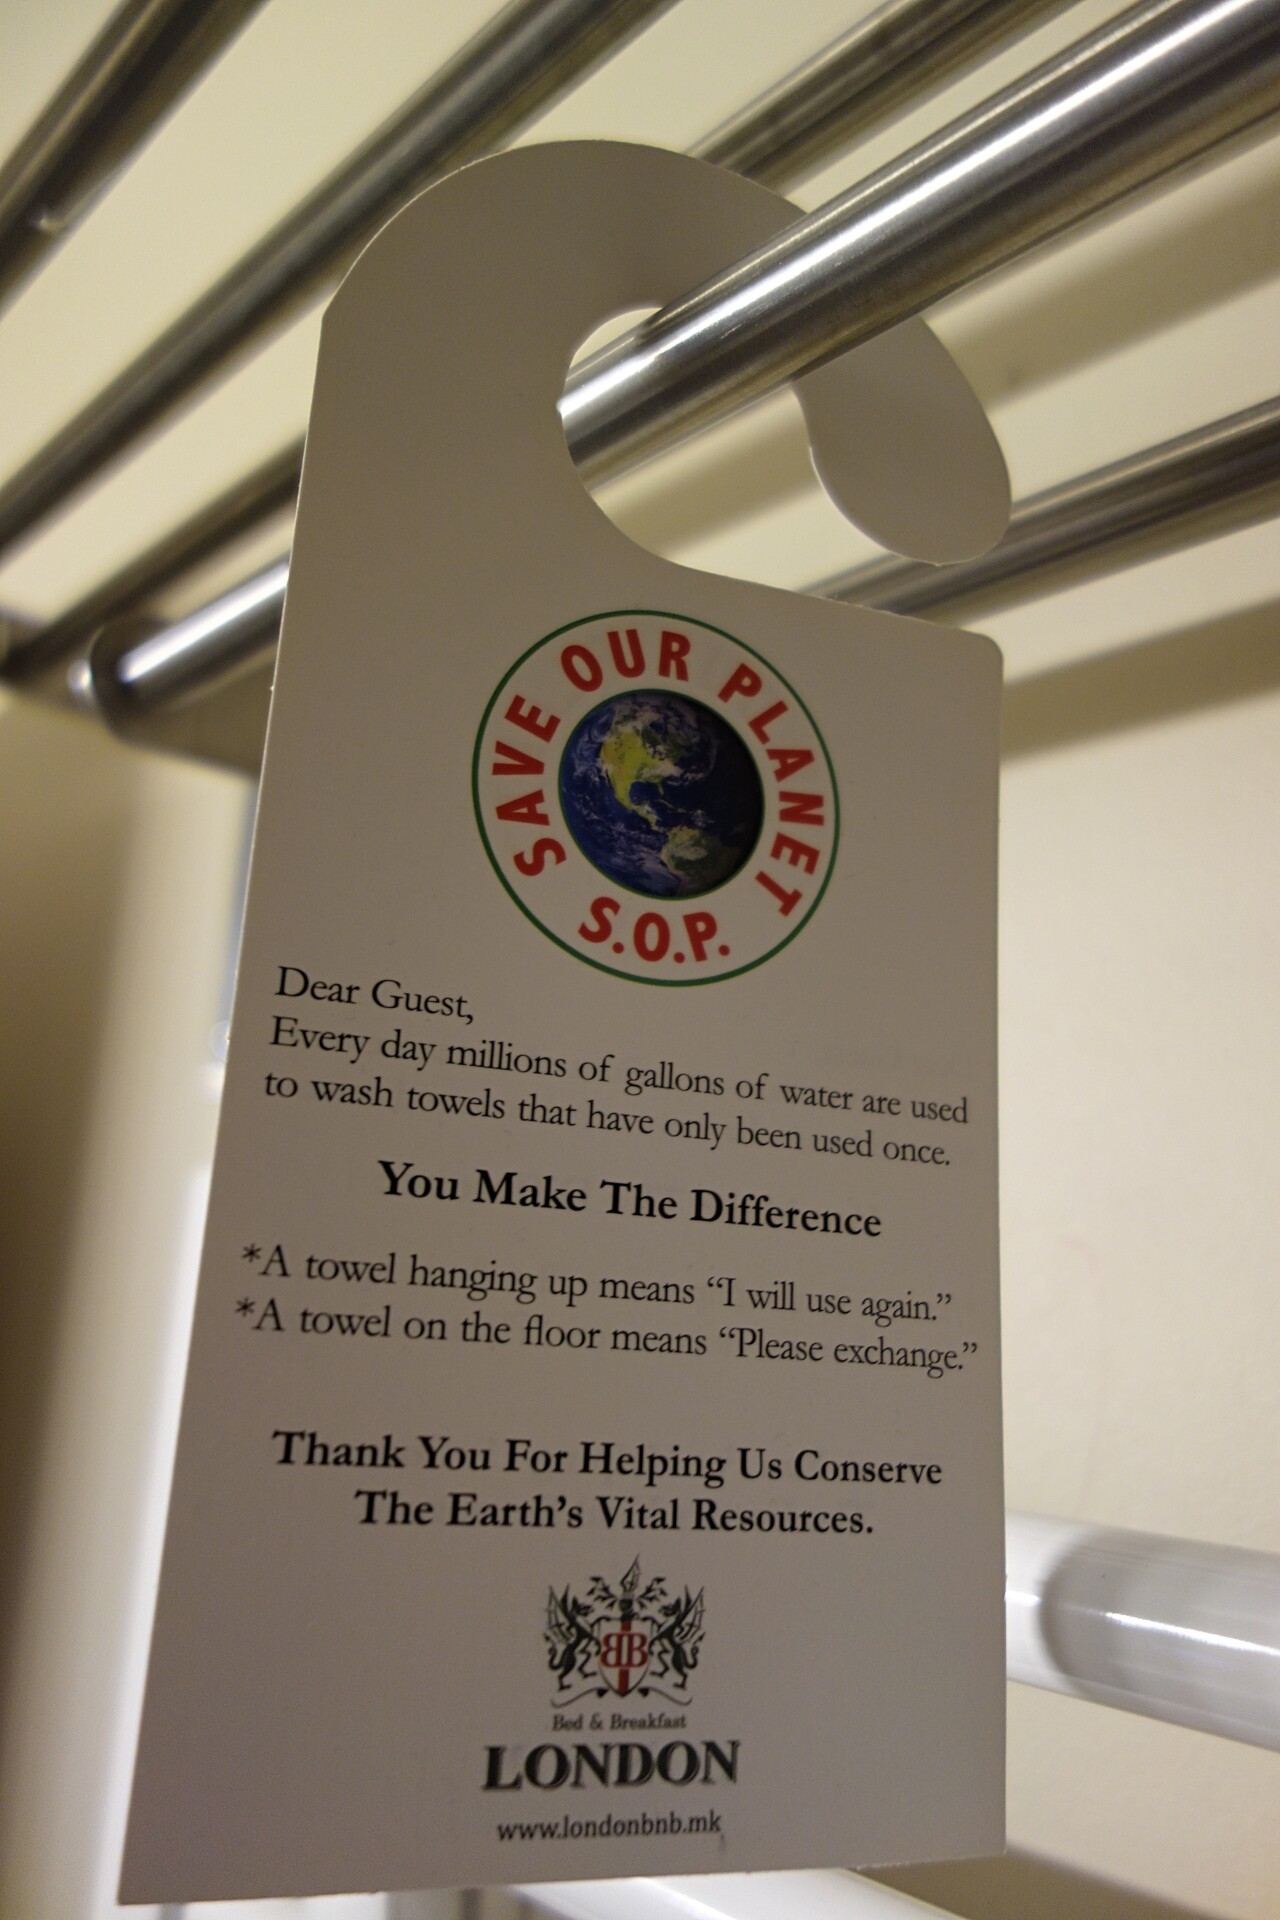 SAVE OUR PLANET
S.O.P.
Dear Guest,
Every day millions of gallons of water are used
to wash towels that have only been used once.
You Make The Difference
*A towel hanging up means “I will use again.”
*A towel on the floor means “Please exchange.”
Thank You For Helping Us Conserve
The Earth’s Vital Resources.
BB
Bed & Breakfast
LONDON
www.londonbnb.mk